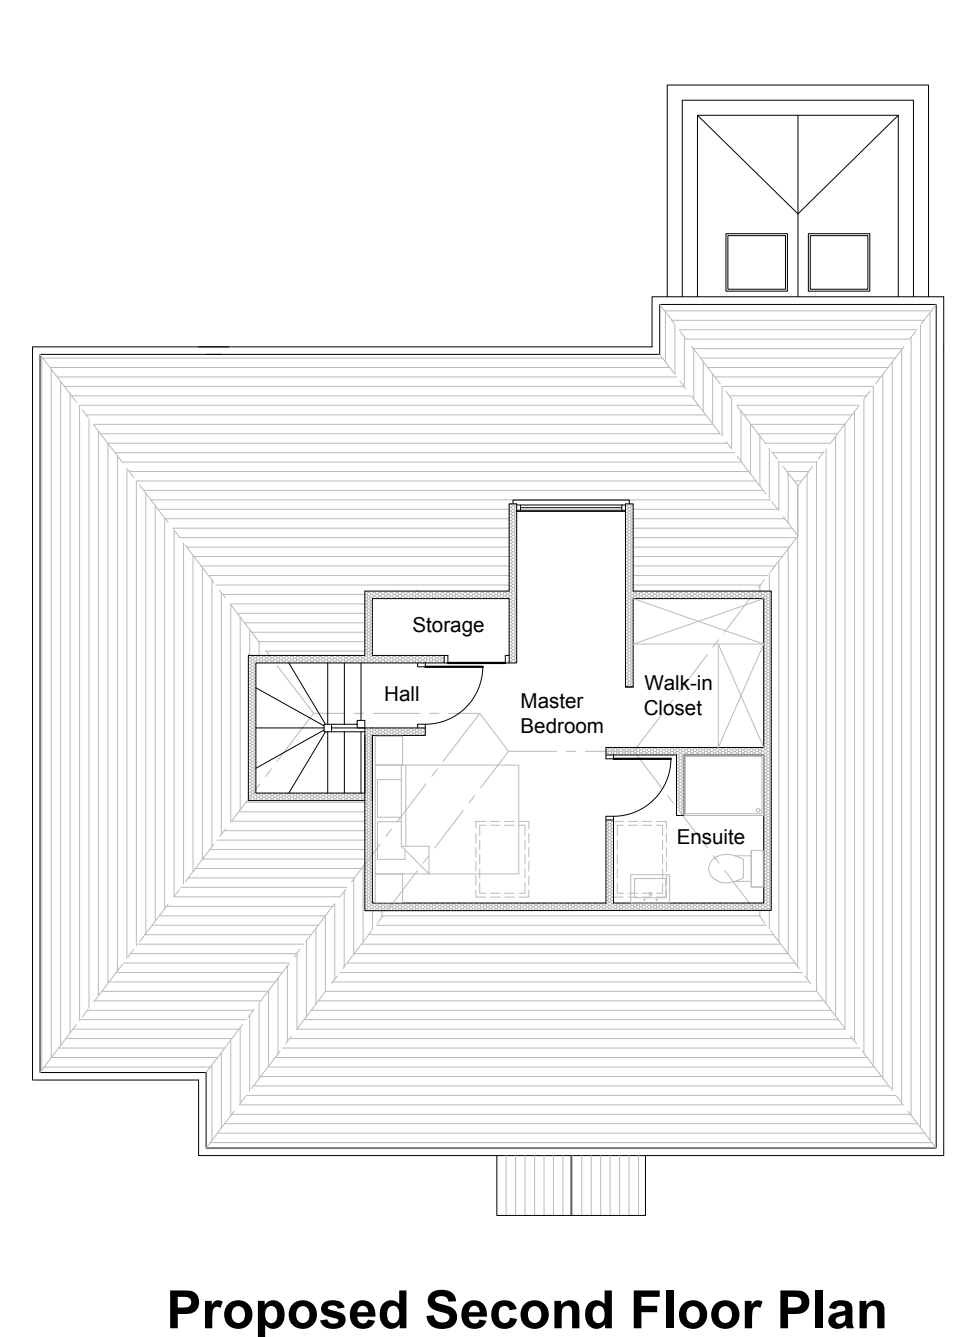 Storage
Hall
Walk-in
Closet
Master
Bedroom
Ensuite
Proposed Second Floor Plan